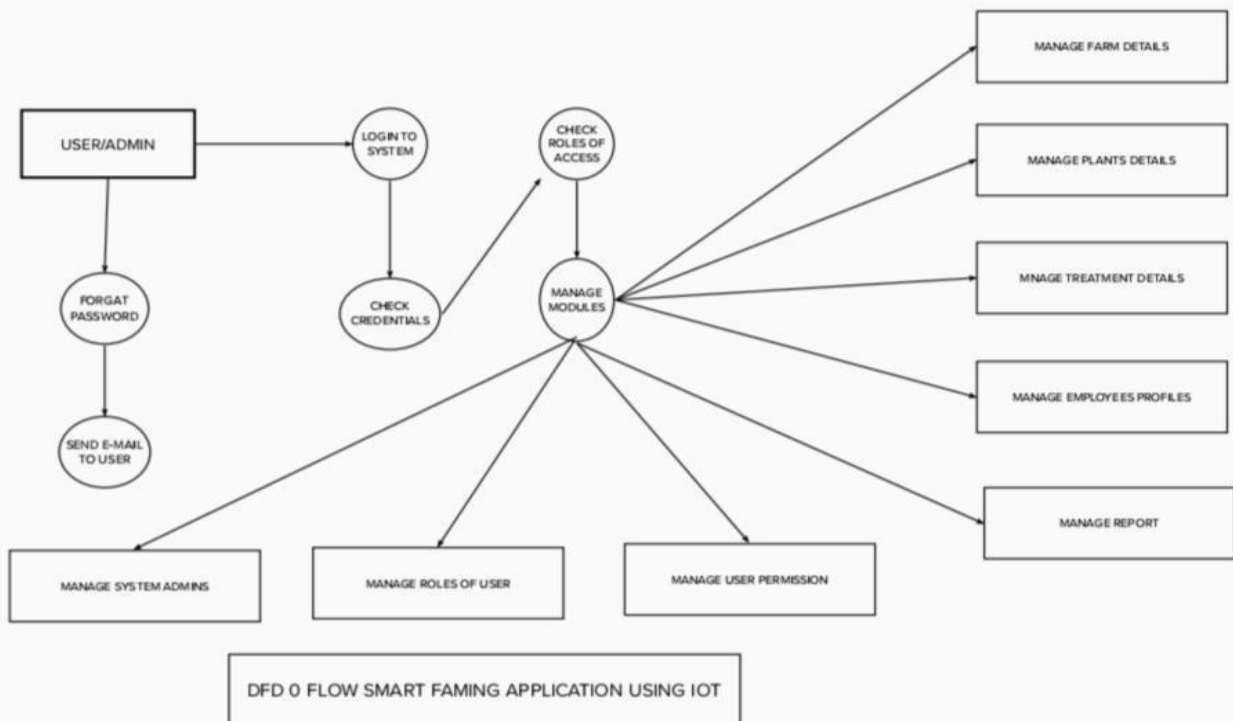 MANAGE FARM DETAILS
USER/ADMIN
LOGIN TO
SYSTEM
CHECK
ROLES OF
ACCESS
MANAGE PLANTS DETAILS
MNAGE TREATMENT DETAILS
FORGAT
PASSWORD
CHECK
CREDENTIALS
MANAGE
MODULES
MANAGE EMPLOYEES PROFILES
SEND E-MAIL
TO USER
MANAGE REPORT
MANAGE SYSTEM ADMINS
MANAGE ROLES OF USER
MANAGE USER PERMISSION
DFD 0 FLOW SMART FAMING APPLICATION USING IOT